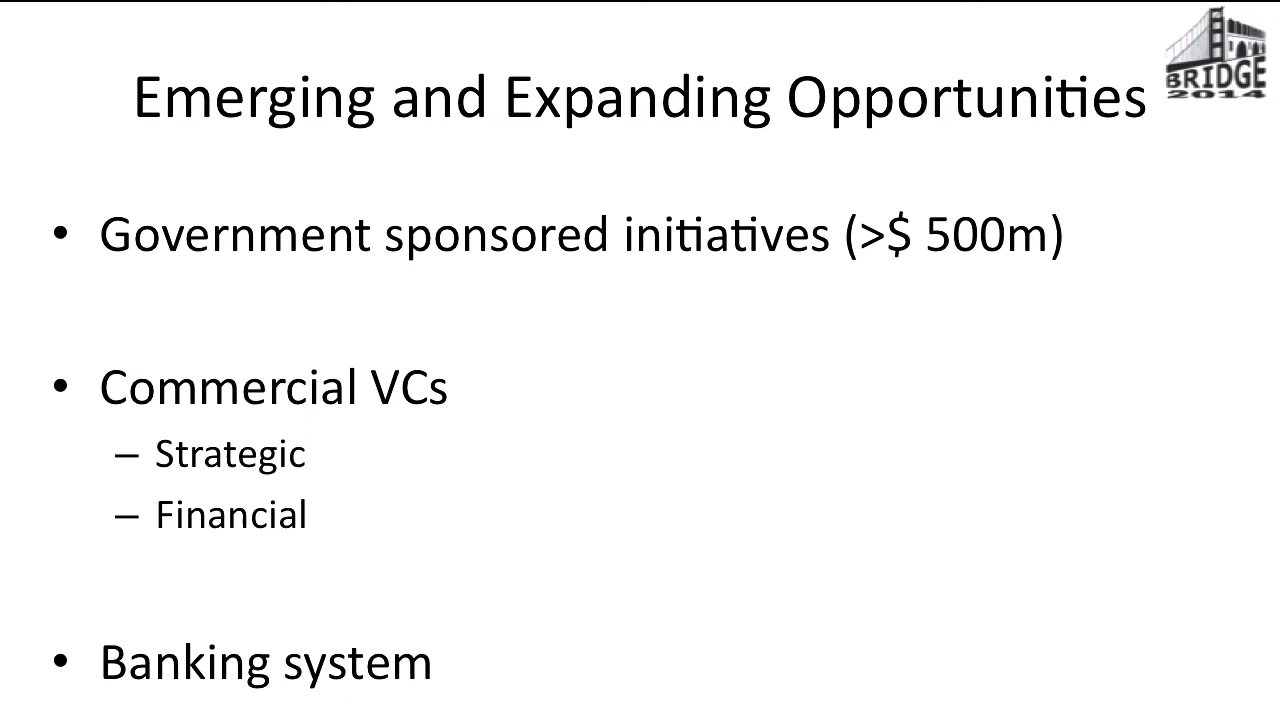 BRIDGE
2014
Emerging and Expanding Opportunities
• Government sponsored initiatives (>$ 500m)
• Commercial VCs
– Strategic
– Financial
• Banking system